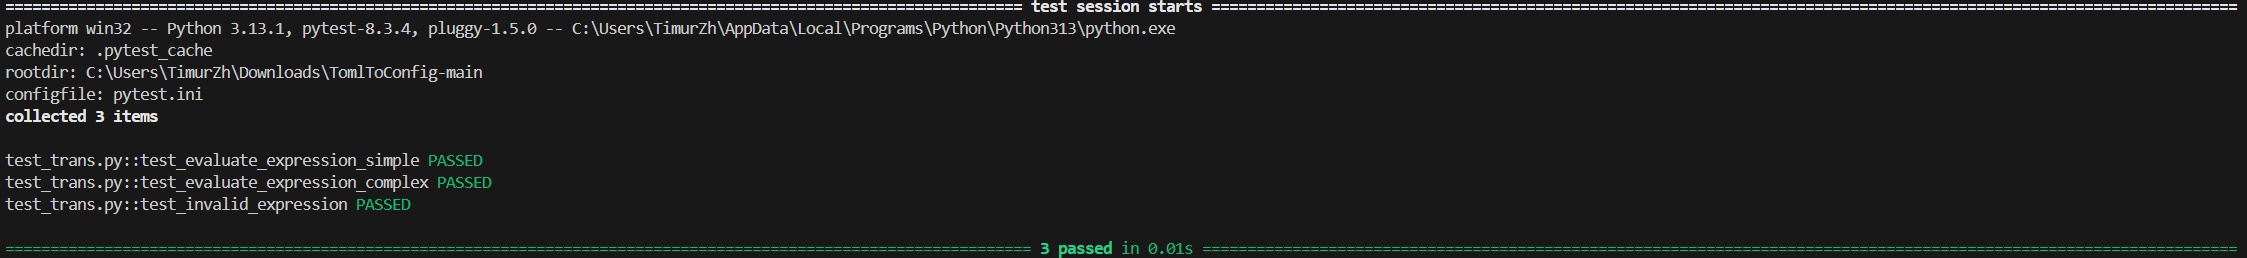 ============================= test session starts =============================
platform win32 -- Python 3.13.1, pytest-8.3.4, pluggy-1.5.0 -- C:\Users\TimurZh\AppData\Local\Programs\Python\Python313\python.exe
cachedir: .pytest_cache
rootdir: C:\Users\TimurZh\Downloads\TomlToConfig-main
configfile: pytest.ini
collected 3 items
test_trans.py::test_evaluate_expression_simple PASSED
test_trans.py::test_evaluate_expression_complex PASSED
test_trans.py::test_invalid_expression PASSED
============================= 3 passed in 0.01s =============================